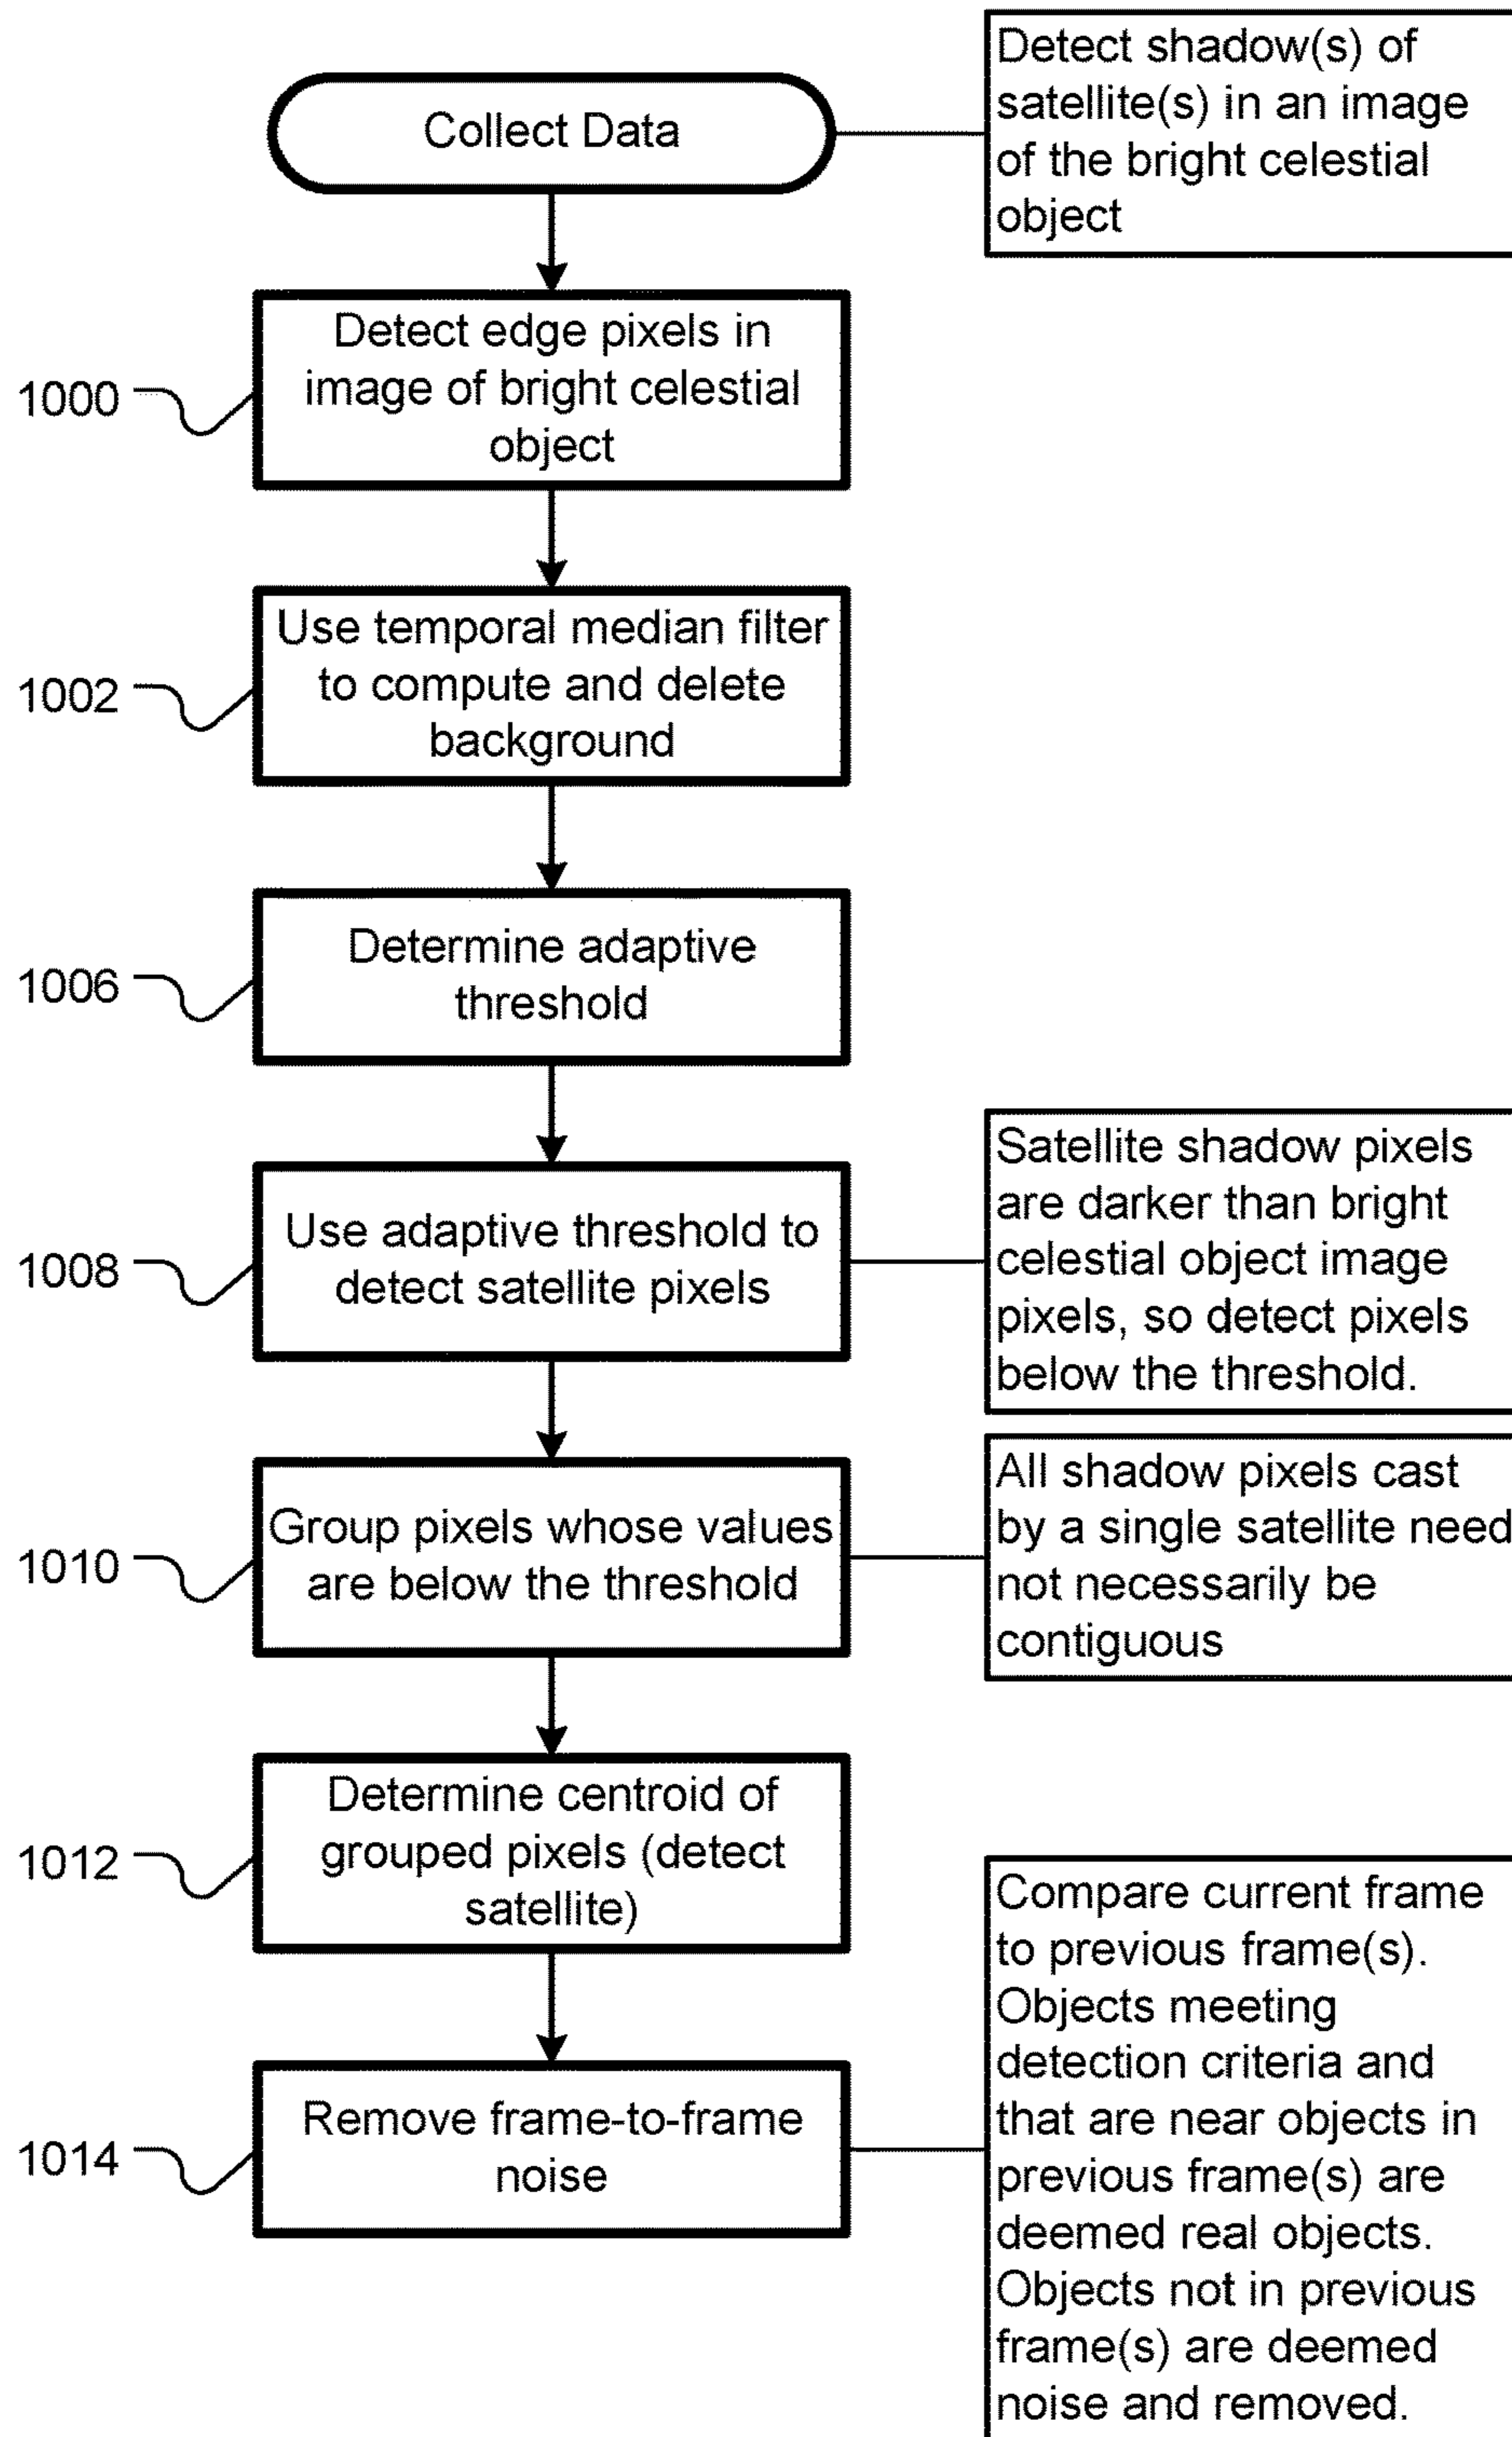 Collect Data
Detect shadow(s) of
satellite(s) in an image
of the bright celestial
object
1000
Detect edge pixels in
image of bright celestial
object
1002
Use temporal median filter
to compute and delete
background
1006
Determine adaptive
threshold
1008
Use adaptive threshold to
detect satellite pixels
Satellite shadow pixels
are darker than bright
celestial object image
pixels, so detect pixels
below the threshold.
1010
Group pixels whose values
are below the threshold
All shadow pixels cast
by a single satellite need
not necessarily be
contiguous
1012
Determine centroid of
grouped pixels (detect
satellite)
1014
Remove frame-to-frame
noise
Compare current frame
to previous frame(s).
Objects meeting
detection criteria and
that are near objects in
previous frame(s) are
deemed real objects.
Objects not in previous
frame(s) are deemed
noise and removed.